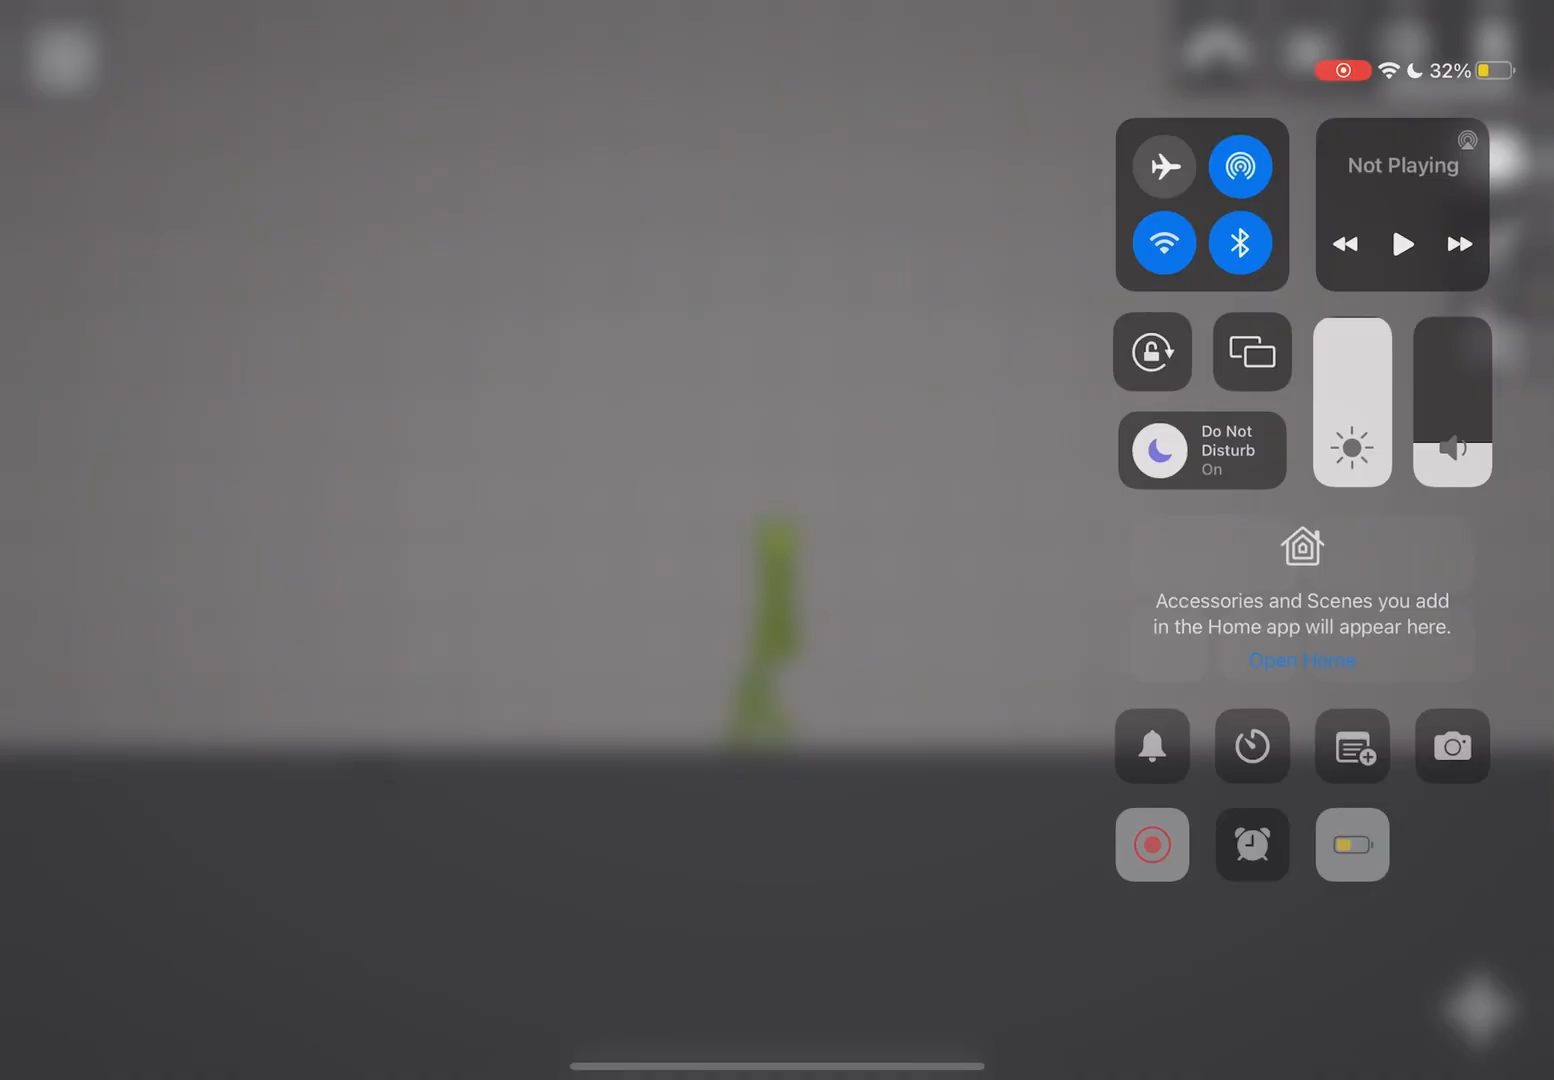 32%
Not Playing
Do Not
Disturb
On
Accessories and Scenes you add
in the Home app will appear here.
Open Home